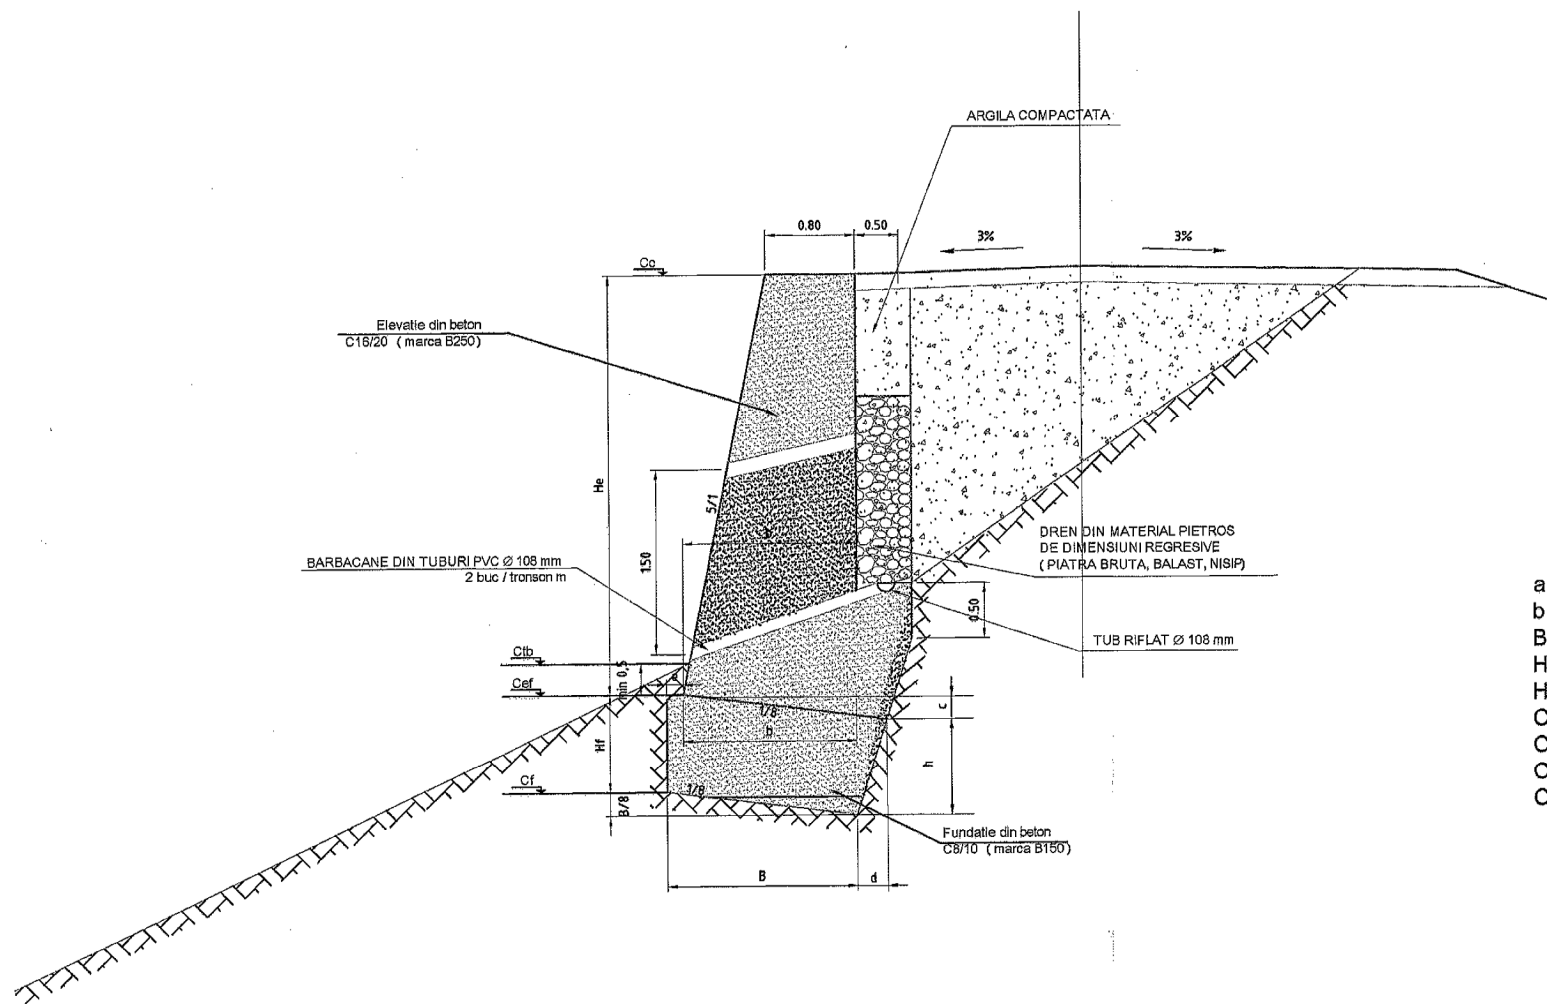 ARGILA COMPACTATA
0.80
0.50
3%
3%
Cc
Elevatie din beton
C16/20 ( marca B250)
He
5/1
1.50
b
DREN DIN MATERIAL PIETROS
DE DIMENSIUNI REGRESIVE
( PIATRA BRUTA, BALAST, NISIP)
BARBACANE DIN TUBURI PVC Ø 108 mm
2 buc / tronson m
0.50
TUB RIFLAT Ø 108 mm
a
b
B
H
H
C
C
C
C
Ctb
min 0,5
Cef
e
c
1/8
b
Hf
h
Cf
1/8
B/8
Fundatie din beton
C8/10 ( marca B150)
B
d